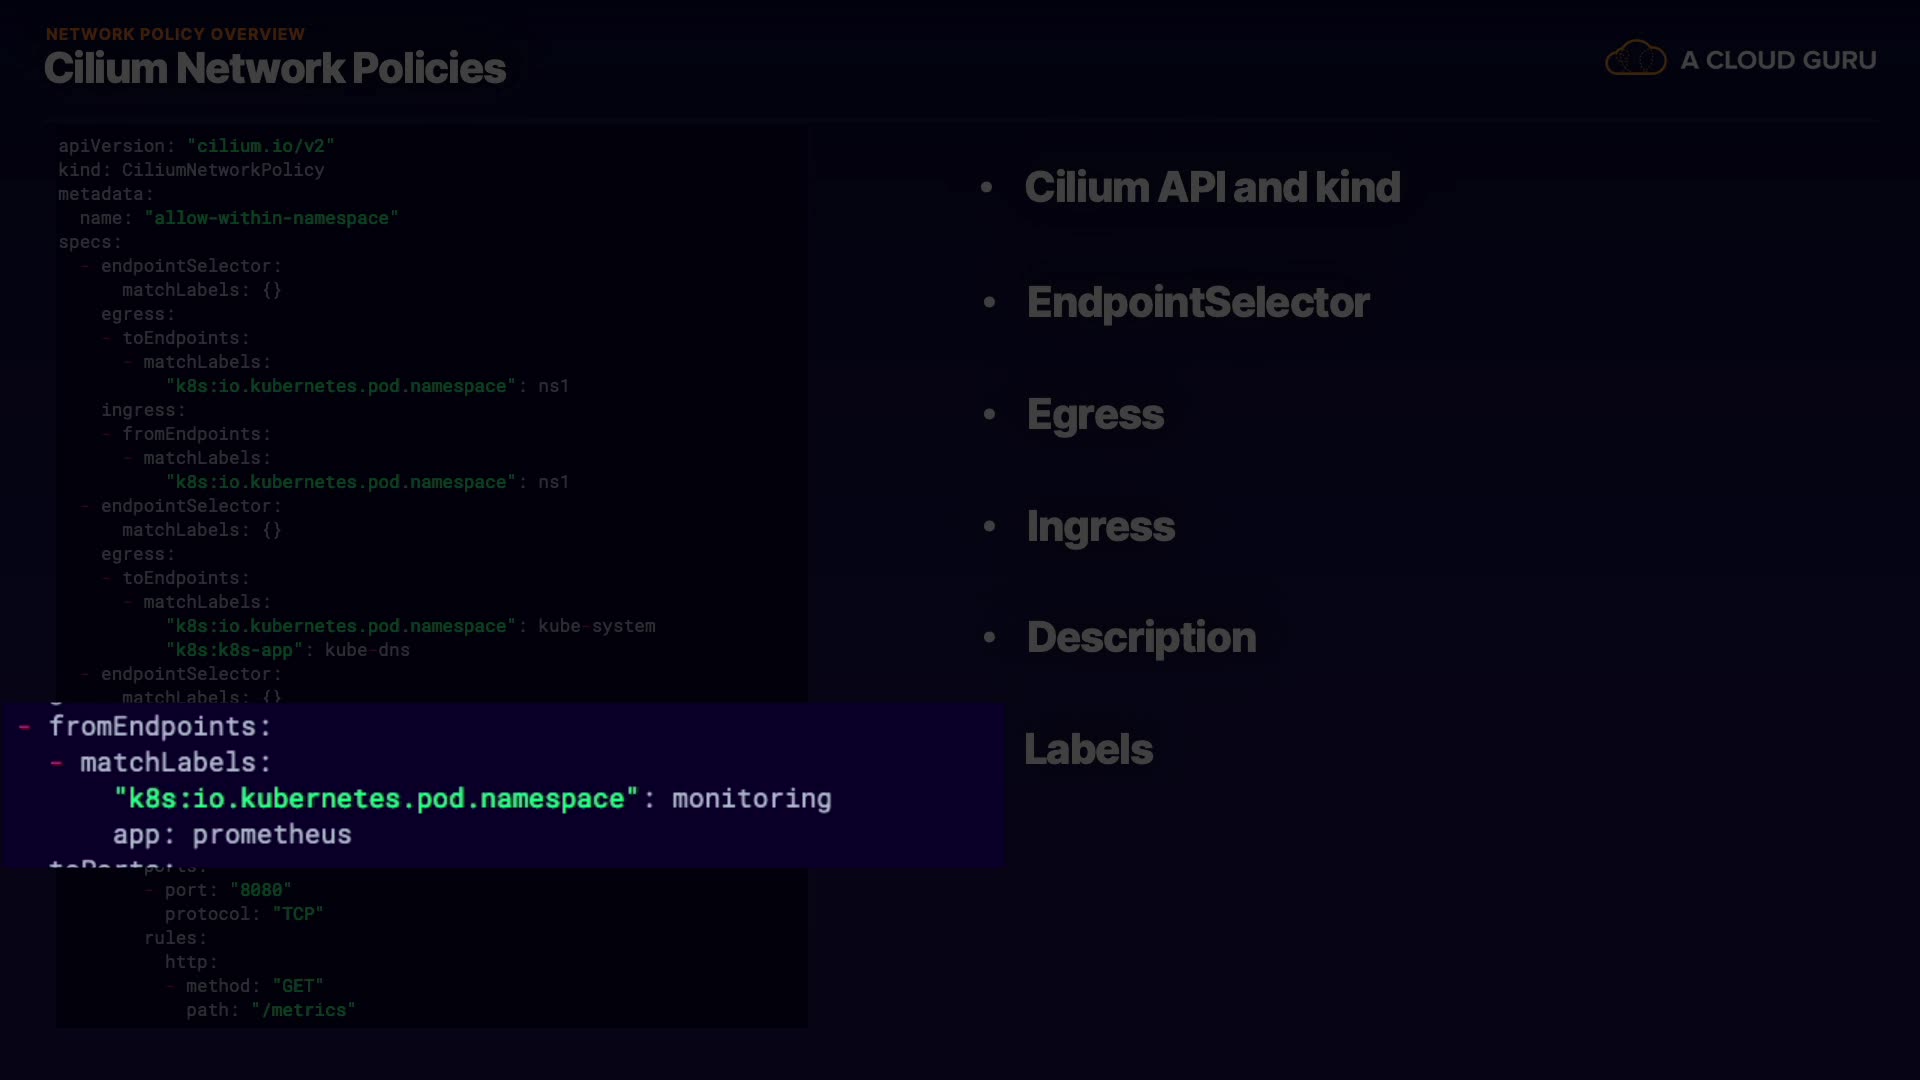 NETWORK POLICY OVERVIEW
Cilium Network Policies
A CLOUD GURU
apiVersion: "cilium.io/v2"
kind: CiliumNetworkPolicy
metadata:
  name: "allow-within-namespace"
specs:
  - endpointSelector:
      matchLabels: {}
    egress:
    - toEndpoints:
      - matchLabels:
          "k8s:io.kubernetes.pod.namespace": ns1
    ingress:
    - fromEndpoints:
      - matchLabels:
          "k8s:io.kubernetes.pod.namespace": ns1
  - endpointSelector:
      matchLabels: {}
    egress:
    - toEndpoints:
      - matchLabels:
          "k8s:io.kubernetes.pod.namespace": kube-system
          "k8s:k8s-app": kube-dns
  - endpointSelector:
      matchLabels: {}
- fromEndpoints:
  - matchLabels:
      "k8s:io.kubernetes.pod.namespace": monitoring
      app: prometheus
  toPorts:
        ports:
        - port: "8080"
          protocol: "TCP"
        rules:
          http:
          - method: "GET"
            path: "/metrics"
• Cilium API and kind
• EndpointSelector
• Egress
• Ingress
• Description
Labels